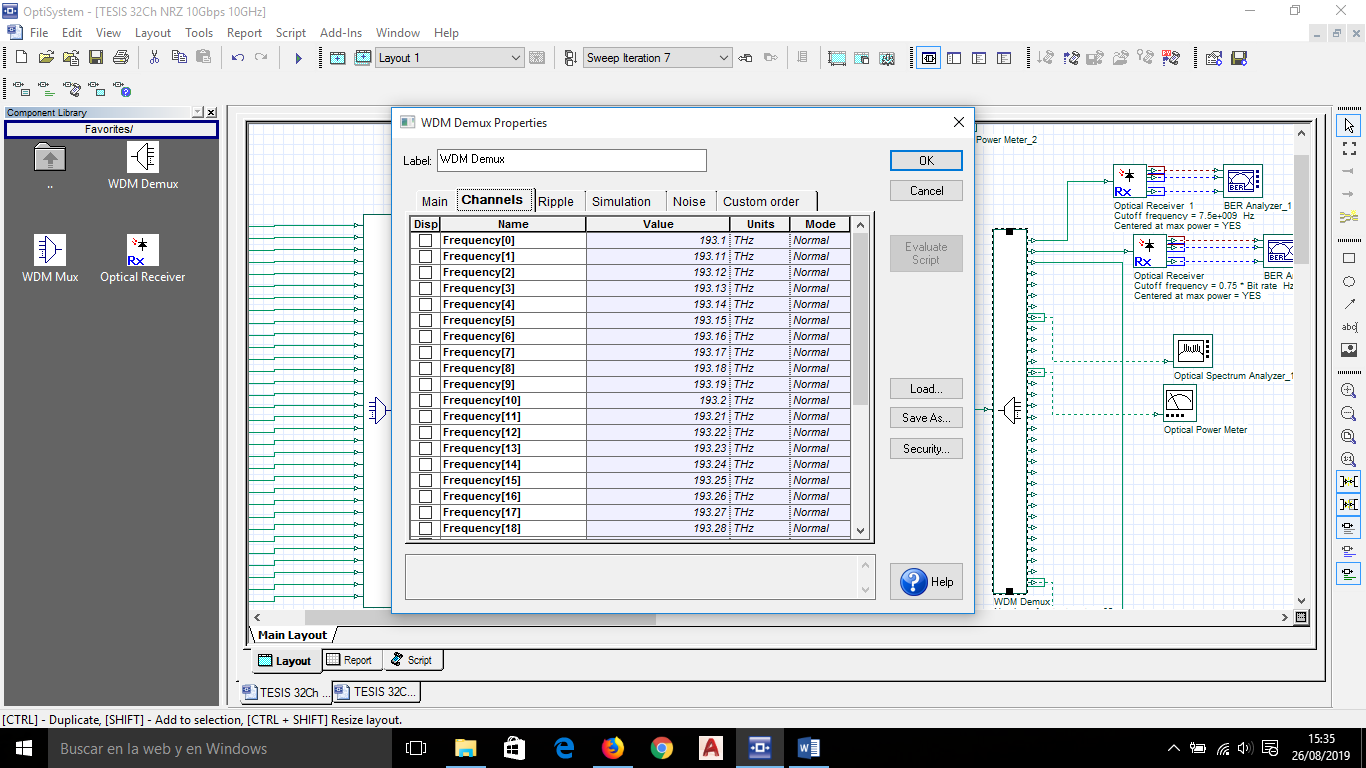 OptiSystem - [TESIS 32Ch NRZ 10Gbps 10GHz]
File Edit View Layout Tools Report Script Add-Ins Window Help
Layout 1
Sweep Iteration 7
Component Library
Favorites/
..
WDM Demux
WDM Mux
Optical Receiver
Rx
WDM Demux Properties
Label: WDM Demux
OK
Cancel
Evaluate
Script
Load...
Save As...
Security...
Help
Main Channels Ripple Simulation Noise Custom order
Disp Name Value Units Mode
Frequency[0] 193.1 THz Normal
Frequency[1] 193.11 THz Normal
Frequency[2] 193.12 THz Normal
Frequency[3] 193.13 THz Normal
Frequency[4] 193.14 THz Normal
Frequency[5] 193.15 THz Normal
Frequency[6] 193.16 THz Normal
Frequency[7] 193.17 THz Normal
Frequency[8] 193.18 THz Normal
Frequency[9] 193.19 THz Normal
Frequency[10] 193.2 THz Normal
Frequency[11] 193.21 THz Normal
Frequency[12] 193.22 THz Normal
Frequency[13] 193.23 THz Normal
Frequency[14] 193.24 THz Normal
Frequency[15] 193.25 THz Normal
Frequency[16] 193.26 THz Normal
Frequency[17] 193.27 THz Normal
Frequency[18] 193.28 THz Normal
Power Meter_2
Rx
BER
Optical Receiver_1 BER Analyzer_1
Cutoff frequency = 7.5e+009 Hz
Centered at max power = YES
Rx
BER
Optical Receiver BER A
Cutoff frequency = 0.75 * Bit rate Hz
Centered at max power = YES
Optical Spectrum Analyzer_1
Optical Power Meter
WDM Demux
abc
Main Layout
Layout Report Script
TESIS 32Ch ... TESIS 32C...
[CTRL] - Duplicate, [SHIFT] - Add to selection, [CTRL + SHIFT] Resize layout.
Buscar en la web y en Windows
15:35
26/08/2019